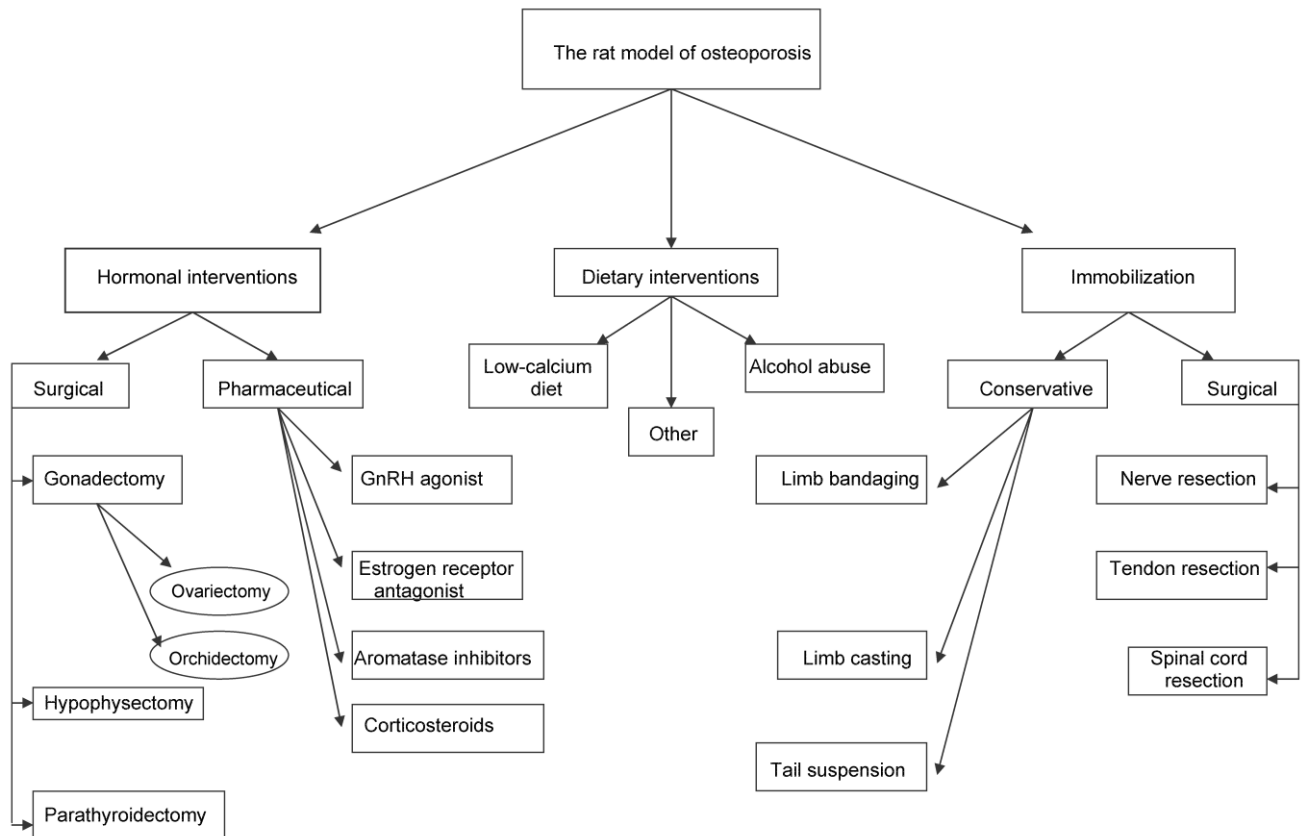 The rat model of osteoporosis
Hormonal interventions
Dietary interventions
Immobilization
Surgical
Pharmaceutical
Low-calcium
diet
Other
Alcohol abuse
Conservative
Surgical
Gonadectomy
Ovariectomy
Orchidectomy
Hypophysectomy
Parathyroidectomy
GnRH agonist
Estrogen receptor
antagonist
Aromatase inhibitors
Corticosteroids
Limb bandaging
Limb casting
Tail suspension
Nerve resection
Tendon resection
Spinal cord
resection